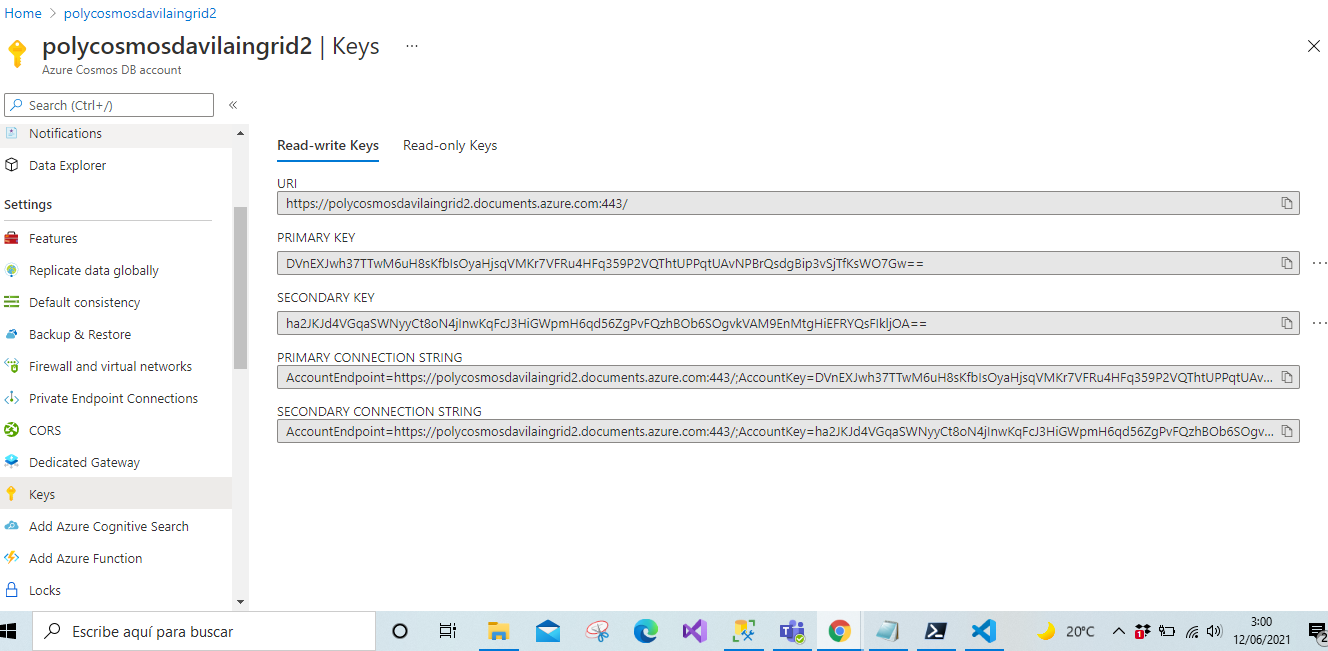 Home > polycosmosdavilaingrid2
polycosmosdavilaingrid2 | Keys ...
Azure Cosmos DB account
Search (Ctrl+/)
«
Notifications
Data Explorer
Settings
Features
Replicate data globally
Default consistency
Backup & Restore
Firewall and virtual networks
Private Endpoint Connections
CORS
Dedicated Gateway
Keys
Add Azure Cognitive Search
Add Azure Function
Locks
Read-write Keys
Read-only Keys
URI
https://polycosmosdavilaingrid2.documents.azure.com:443/
PRIMARY KEY
DVnEXJwh37TTwM6uH8sKfbIsOyaHjsqVMKr7VFRu4HFq359P2VQThtUPPqtUAvNPBrQsdgBip3vSjTfKsWO7Gw==
SECONDARY KEY
ha2JKJd4VGqaSWNyyCt8oN4jInwKqFcJ3HiGWpmH6qd56ZgPvFQzhBOb6SOgvkVAM9EnMtgHiEFRYQsFIkljOA==
PRIMARY CONNECTION STRING
AccountEndpoint=https://polycosmosdavilaingrid2.documents.azure.com:443/;AccountKey=DVnEXJwh37TTwM6uH8sKfbIsOyaHjsqVMKr7VFRu4HFq359P2VQThtUPPqtUAv...
SECONDARY CONNECTION STRING
AccountEndpoint=https://polycosmosdavilaingrid2.documents.azure.com:443/;AccountKey=ha2JKJd4VGqaSWNyyCt8oN4jInwKqFcJ3HiGWpmH6qd56ZgPvFQzhBOb6SOgv...
Escribe aquí para buscar
20°C
3:00
12/06/2021
1
2